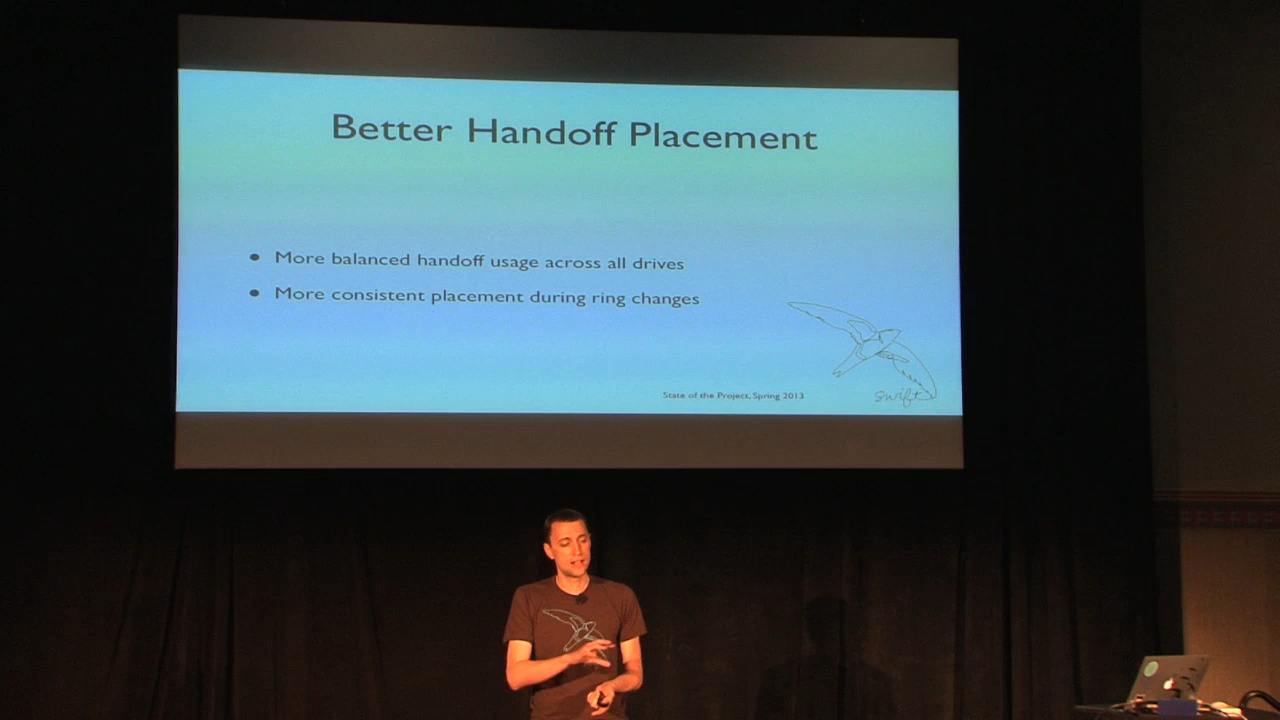 Better Handoff Placement
• More balanced handoff usage across all drives
• More consistent placement during ring changes
State of the Project, Spring 2013
swift